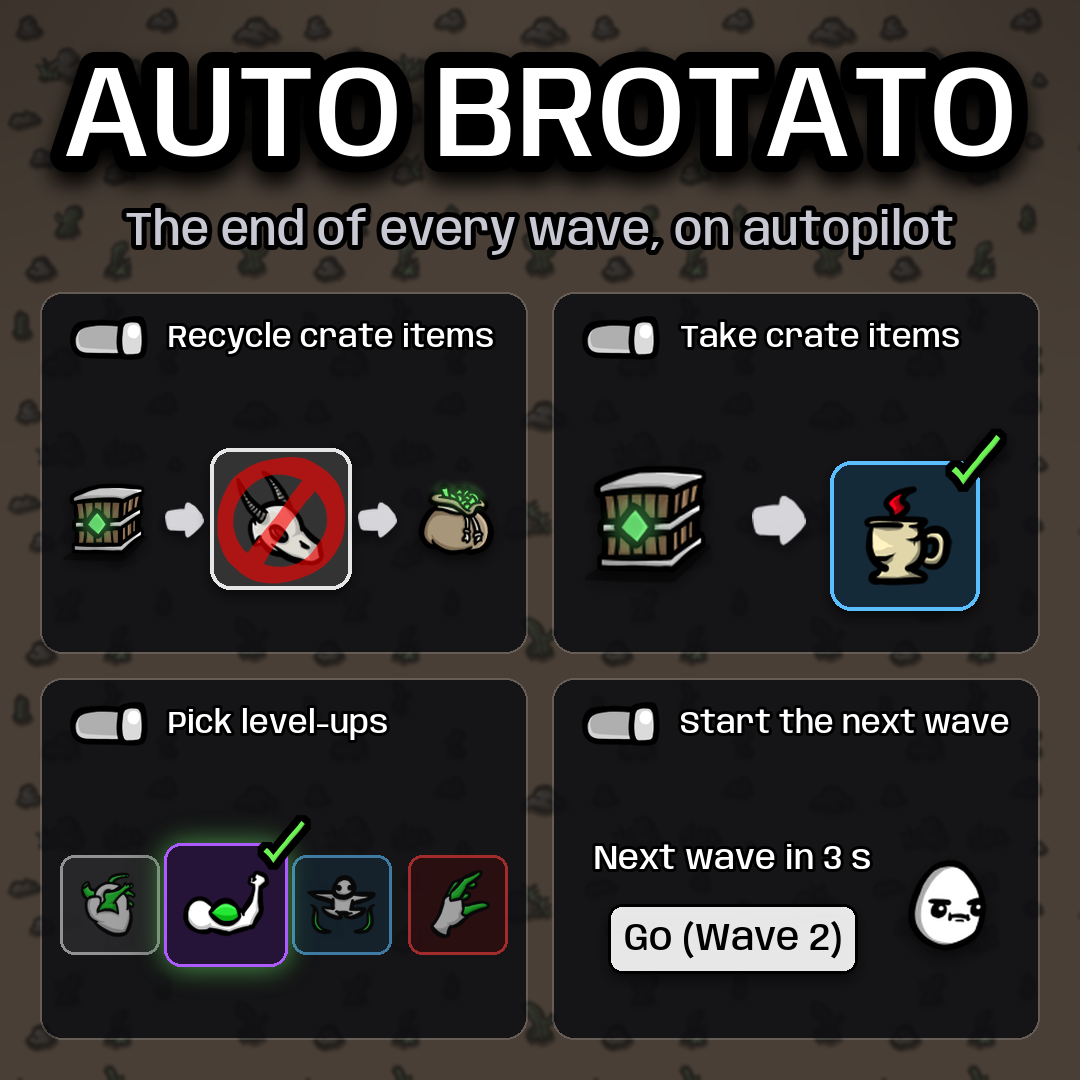 AUTO BROTATO
The end of every wave, on autopilot
Recycle crate items
Take crate items
Pick level-ups
Start the next wave
Next wave in 3 s
Go (Wave 2)